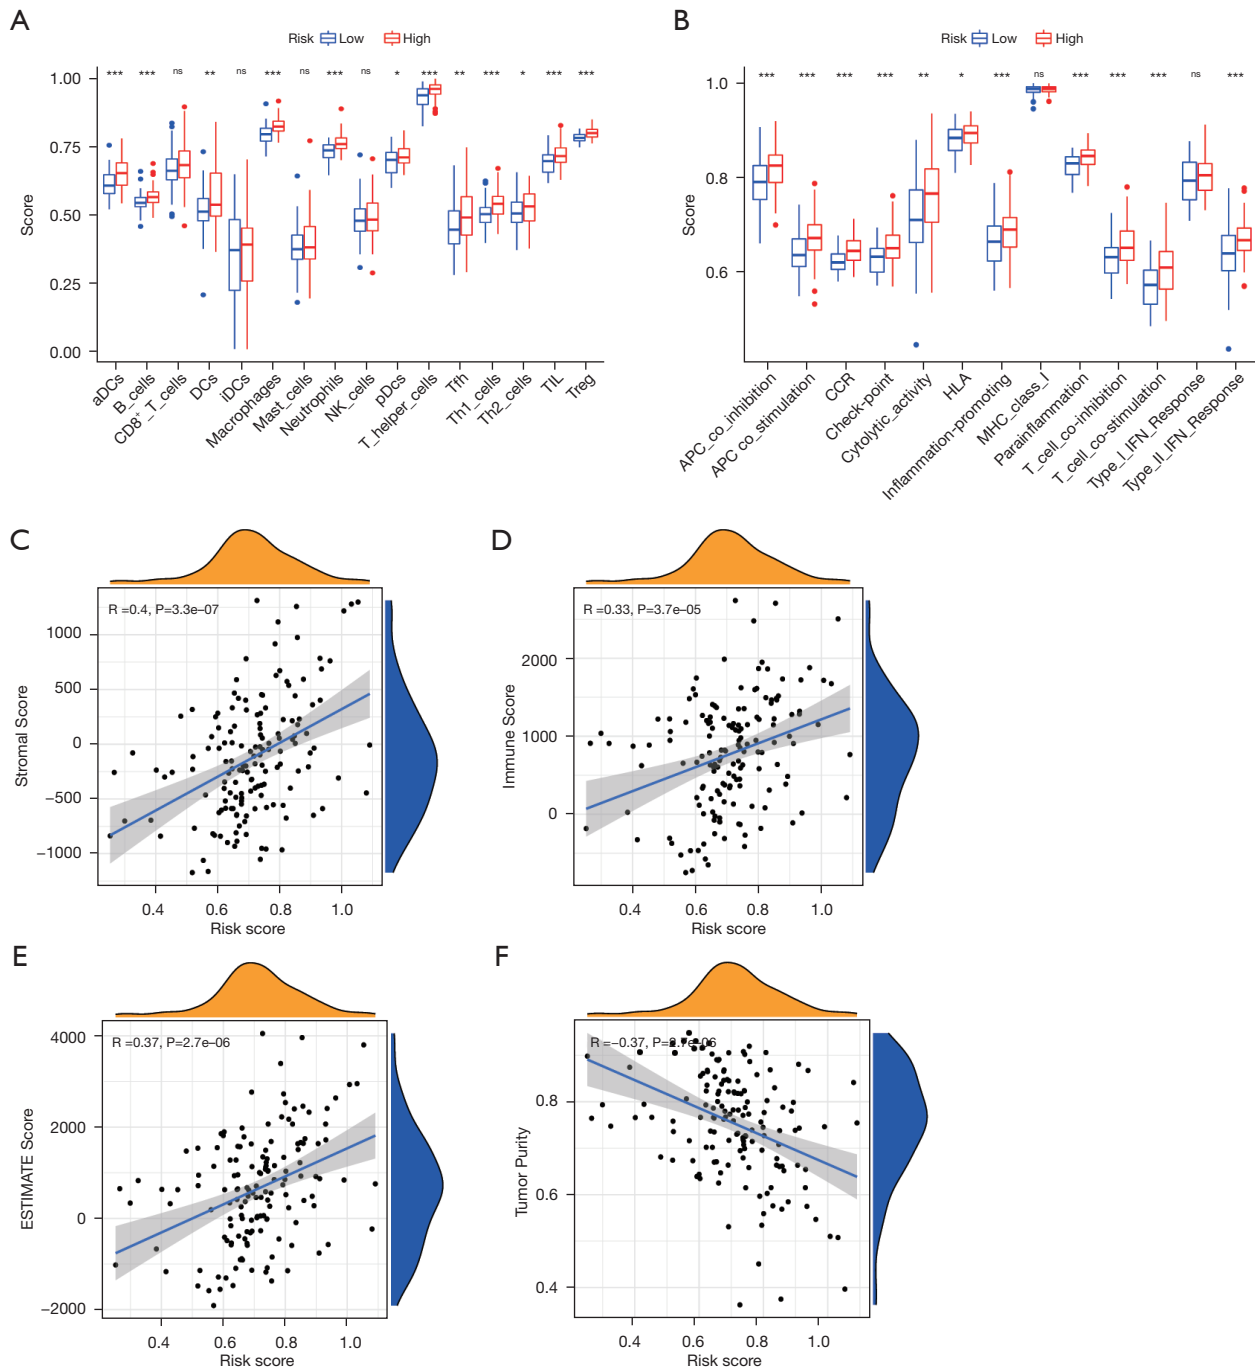 A
Risk Low High
*** *** ns ** ns *** ns *** ns * *** ** *** * *** ***
1.00
0.75
0.50
0.25
0.00
Score
aDCs
B_cells
CD8+_T_cells
DCs
iDCs
Macrophages
Mast_cells
Neutrophils
NK_cells
pDcs
T_helper_cells
Tfh
Th1_cells
Th2_cells
TIL
Treg
B
Risk Low High
*** *** *** *** ** * *** ns *** *** *** ns ***
1.0
0.8
0.6
Score
APC_co_inhibition
APC co_stimulation
CCR
Check-point
Cytolytic_activity
HLA
Inflammation-promoting
MHC_class_I
Parainflammation
T_cell_co-inhibition
T_cell_co-stimulation
Type_I_IFN_Response
Type_II_IFN_Response
C
R =0.4, P=3.3e−07
1000
500
0
−500
−1000
Stromal Score
0.4 0.6 0.8 1.0
Risk score
D
R =0.33, P=3.7e−05
2000
1000
0
Immune Score
0.4 0.6 0.8 1.0
Risk score
E
R =0.37, P=2.7e−06
4000
2000
0
−2000
ESTIMATE Score
0.4 0.6 0.8 1.0
Risk score
F
R =−0.37, P=2.7e−06
0.8
0.6
0.4
Tumor Purity
0.4 0.6 0.8 1.0
Risk score